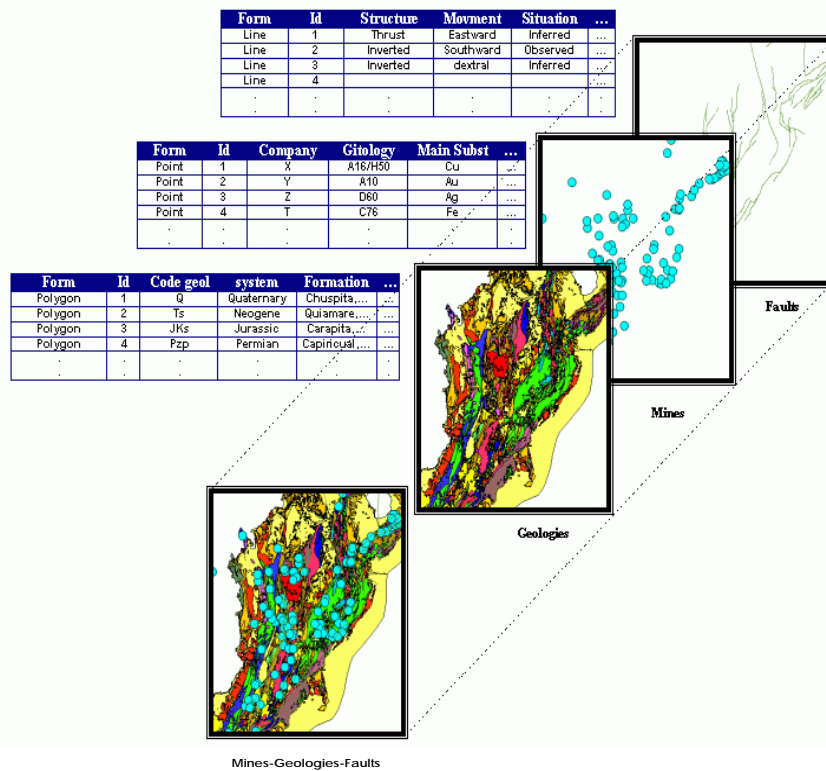 Form Id Structure Movment Situation ...
Line 1 Thrust Eastward Inferred ...
Line 2 Inverted Southward Observed ...
Line 3 Inverted dextral Inferred ...
Line 4 ...
. . . . . .
. . . . . .
Form Id Company Gitology Main Subst ...
Point 1 X A16/H50 Cu ...
Point 2 Y A10 Au ...
Point 3 Z D60 Ag ...
Point 4 T C76 Fe ...
. . . . . .
. . . . . .
Form Id Code geol system Formation ...
Polygon 1 Q Quaternary Chuspita,... ...
Polygon 2 Ts Neogene Quiamare,... ...
Polygon 3 JKs Jurassic Carapita,... ...
Polygon 4 Pzp Permian Capiricual,... ...
. . . . . .
. . . . . .
Faults
Mines
Geologies
Mines-Geologies-Faults